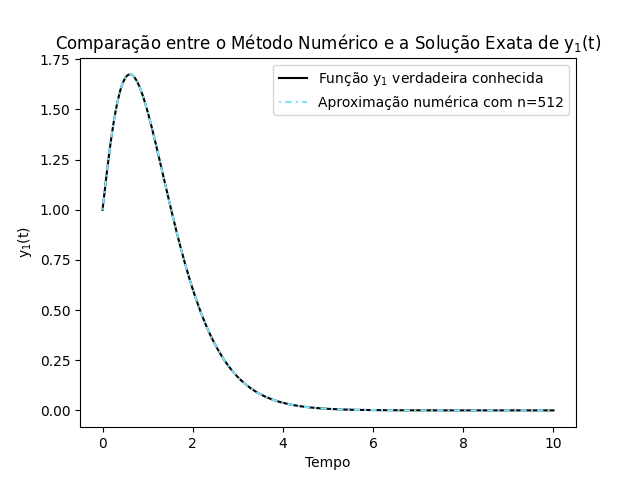 Comparação entre o Método Numérico e a Solução Exata de y₁(t)
Função y₁ verdadeira conhecida
Aproximação numérica com n=512
1.75
1.50
1.25
1.00
0.75
0.50
0.25
0.00
y₁(t)
0 2 4 6 8 10
Tempo